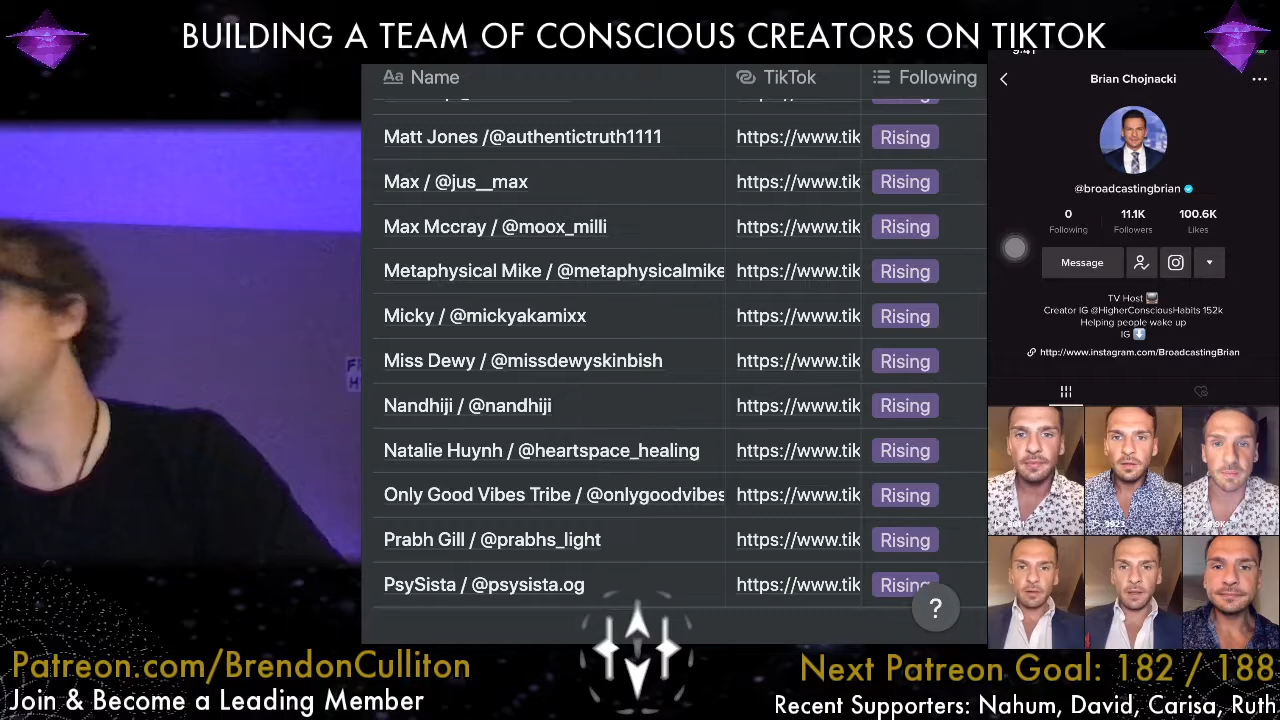 BUILDING A TEAM OF CONSCIOUS CREATORS ON TIKTOK
Aa Name TikTok Following
Matt Jones /@authentictruth1111 https://www.tik Rising
Max / @jus__max https://www.tik Rising
Max Mccray / @moox_milli https://www.tik Rising
Metaphysical Mike / @metaphysicalmike https://www.tik Rising
Micky / @mickyakamixx https://www.tik Rising
Miss Dewy / @missdewyskinbish https://www.tik Rising
Nandhiji / @nandhiji https://www.tik Rising
Natalie Huynh / @heartspace_healing https://www.tik Rising
Only Good Vibes Tribe / @onlygoodvibes https://www.tik Rising
Prabh Gill / @prabhs_light https://www.tik Rising
PsySista / @psysista.og https://www.tik Rising
?
Brian Chojnacki
@broadcastingbrian
0 11.1K 100.6K
Following Followers Likes
Message
TV Host
Creator IG @HigherConsciousHabits 152k
Helping people wake up
IG
http://www.instagram.com/BroadcastingBrian
Patreon.com/BrendonCulliton
Join & Become a Leading Member
Next Patreon Goal: 182 / 188
Recent Supporters: Nahum, David, Carisa, Ruth